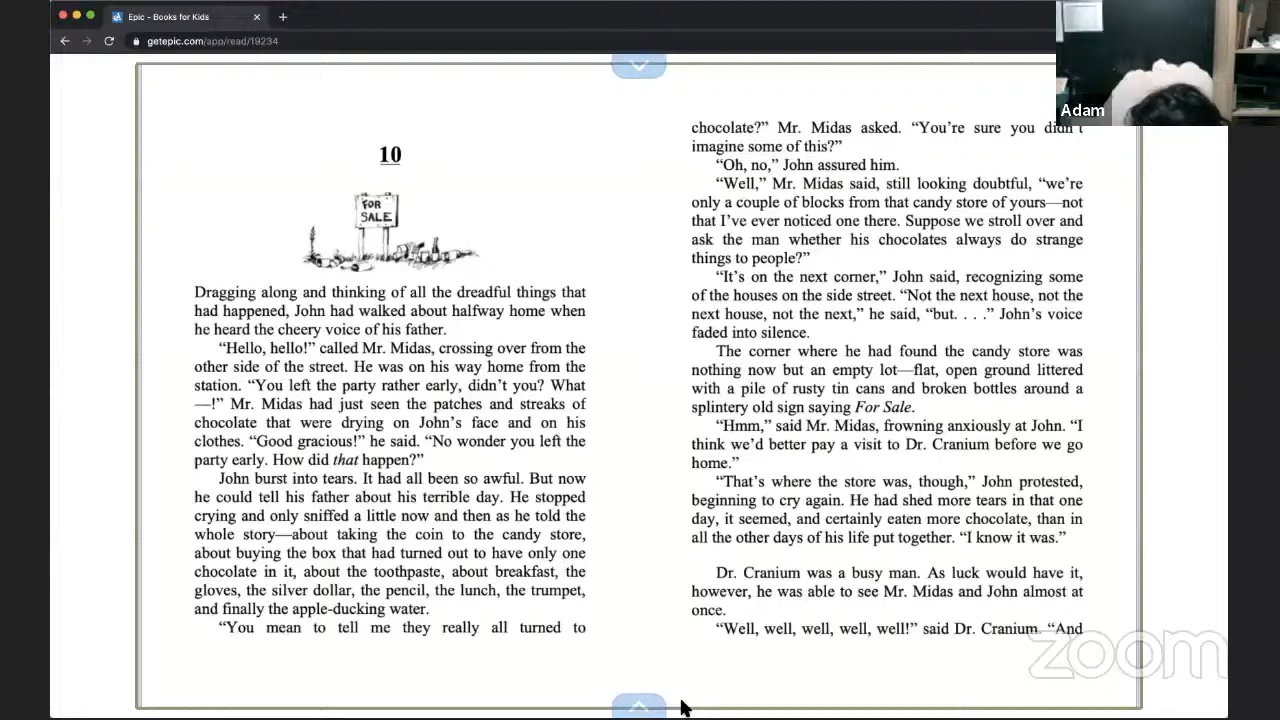 Epic - Books for Kids
getepic.com/app/read/19234
Adam
10
FOR
SALE
Dragging along and thinking of all the dreadful things that
had happened, John had walked about halfway home when
he heard the cheery voice of his father.
“Hello, hello!” called Mr. Midas, crossing over from the
other side of the street. He was on his way home from the
station. “You left the party rather early, didn’t you? What
—!” Mr. Midas had just seen the patches and streaks of
chocolate that were drying on John’s face and on his
clothes. “Good gracious!” he said. “No wonder you left the
party early. How did that happen?”
John burst into tears. It had all been so awful. But now
he could tell his father about his terrible day. He stopped
crying and only sniffed a little now and then as he told the
whole story—about taking the coin to the candy store,
about buying the box that had turned out to have only one
chocolate in it, about the toothpaste, about breakfast, the
gloves, the silver dollar, the pencil, the lunch, the trumpet,
and finally the apple-ducking water.
“You mean to tell me they really all turned to
chocolate?” Mr. Midas asked. “You’re sure you didn’t
imagine some of this?”
“Oh, no,” John assured him.
“Well,” Mr. Midas said, still looking doubtful, “we’re
only a couple of blocks from that candy store of yours—not
that I’ve ever noticed one there. Suppose we stroll over and
ask the man whether his chocolates always do strange
things to people?”
“It’s on the next corner,” John said, recognizing some
of the houses on the side street. “Not the next house, not the
next house, not the next,” he said, “but. . . .” John’s voice
faded into silence.
The corner where he had found the candy store was
nothing now but an empty lot—flat, open ground littered
with a pile of rusty tin cans and broken bottles around a
splintery old sign saying For Sale.
“Hmm,” said Mr. Midas, frowning anxiously at John. “I
think we’d better pay a visit to Dr. Cranium before we go
home.”
“That’s where the store was, though,” John protested,
beginning to cry again. He had shed more tears in that one
day, it seemed, and certainly eaten more chocolate, than in
all the other days of his life put together. “I know it was.”
Dr. Cranium was a busy man. As luck would have it,
however, he was able to see Mr. Midas and John almost at
once.
“Well, well, well, well, well!” said Dr. Cranium. “And
zoom